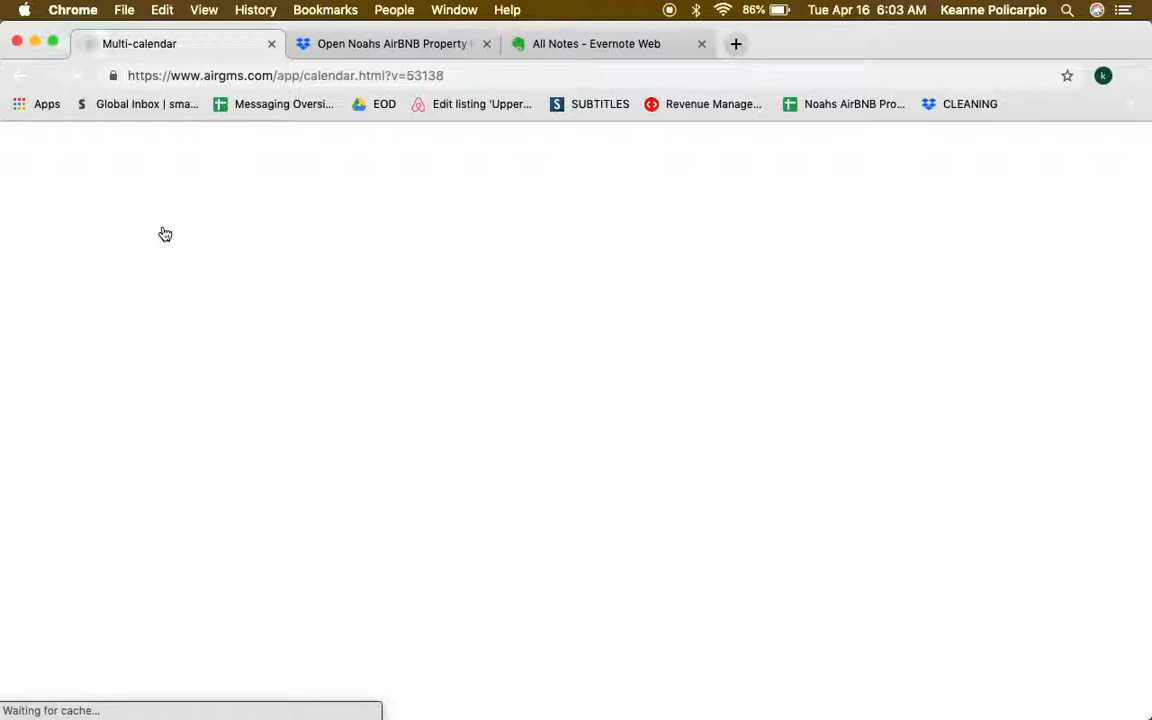 Chrome File Edit View History Bookmarks People Window Help 86% Tue Apr 16 6:03 AM Keanne Policarpio
Multi-calendar Open Noahs AirBNB Property All Notes - Evernote Web
https://www.airgms.com/app/calendar.html?v=53138 k
Apps Global Inbox | sma... Messaging Oversi... EOD Edit listing 'Upper... SUBTITLES Revenue Manage... Noahs AirBNB Pro... CLEANING
Waiting for cache...